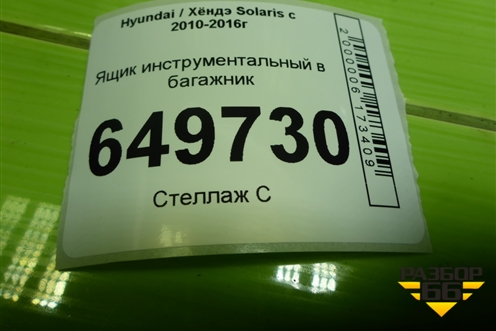 Hyundai / Хёндэ Solaris с
2010-2016г
Ящик инструментальный в
багажник
649730
Стеллаж С
2000006173409
РАЗБОР
66